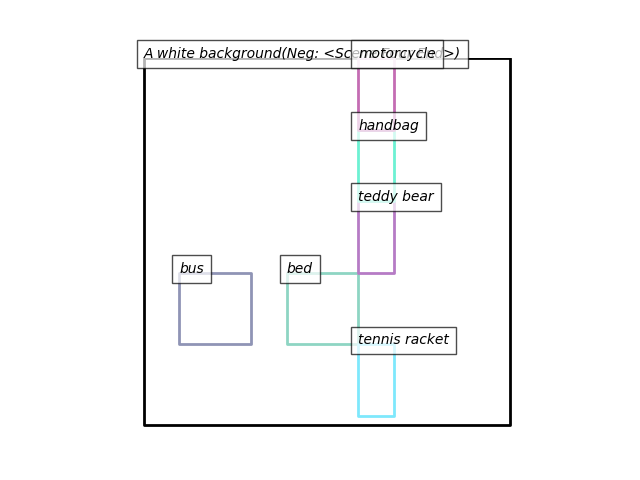 A white background(Neg: <Sce
motorcycle
>)
handbag
teddy bear
bus
bed
tennis racket